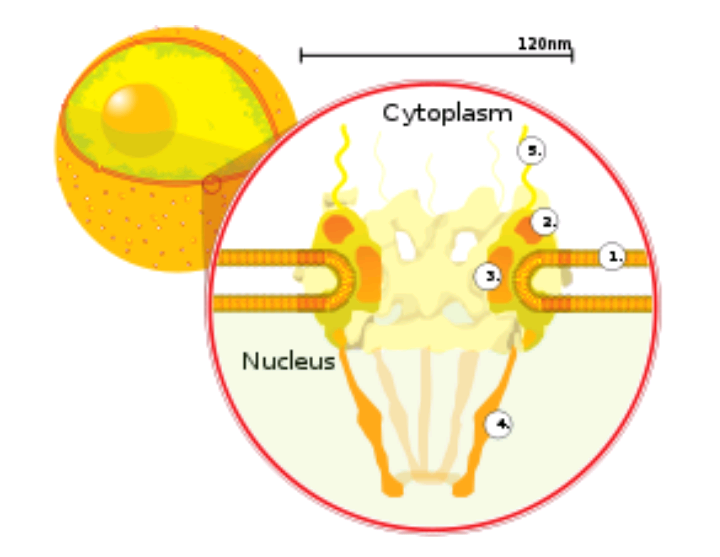 120nm
Cytoplasm
5.
2.
1.
3.
Nucleus
4.